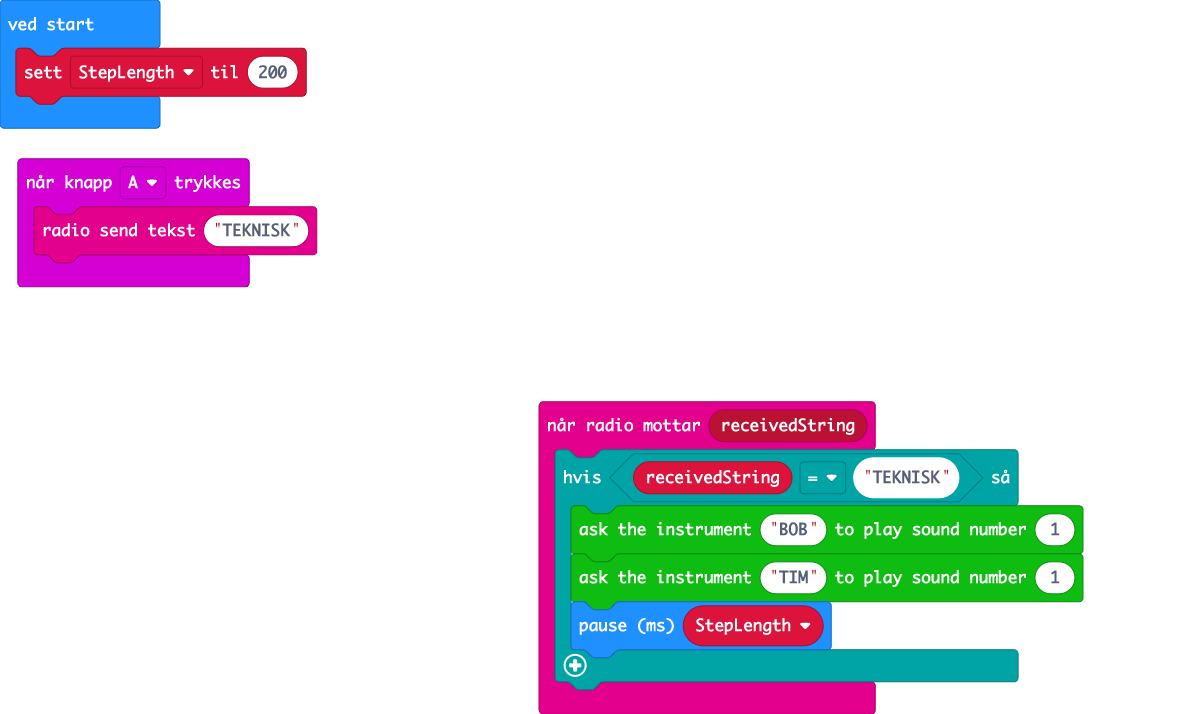 ved start
sett StepLength til 200
når knapp A trykkes
radio send tekst "TEKNISK"
når radio mottar receivedString
hvis receivedString = "TEKNISK" så
ask the instrument "BOB" to play sound number 1
ask the instrument "TIM" to play sound number 1
pause (ms) StepLength